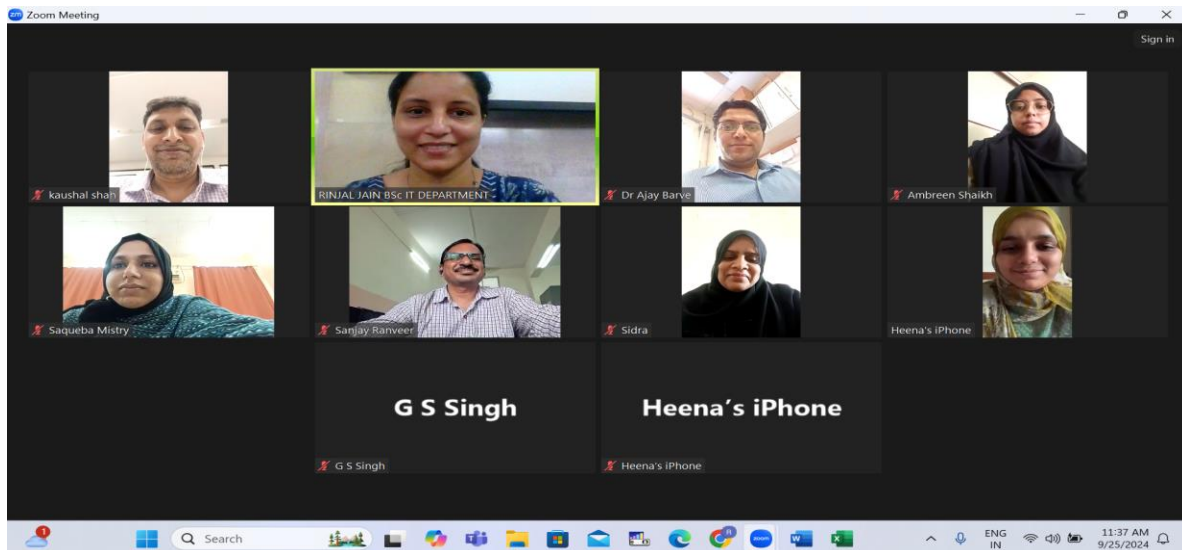 Zoom Meeting
Sign in
kaushal shah
RINJAL JAIN BSc IT DEPARTMENT
Dr Ajay Barve
Ambreen Shaikh
Saqueba Mistry
Sanjay Ranveer
Sidra
Heena's iPhone
G S Singh
Heena's iPhone
G S Singh
Heena's iPhone
Search
ENG
IN
11:37 AM
9/25/2024